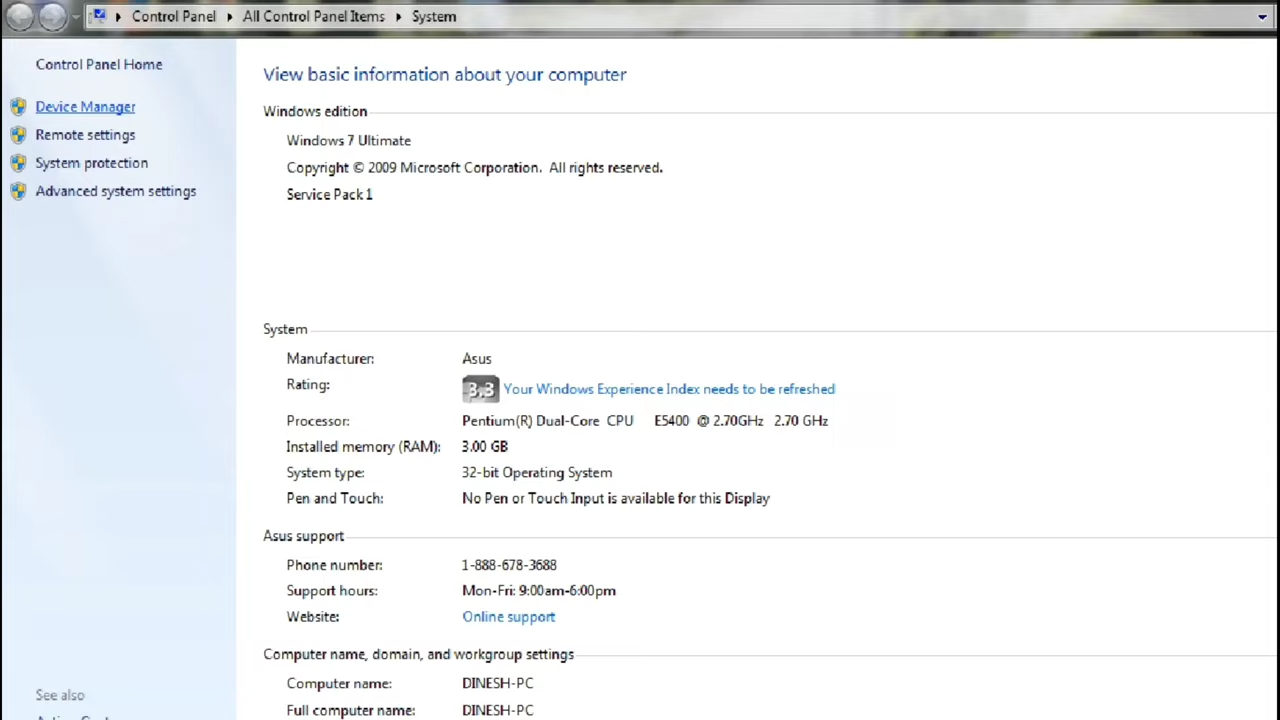 Control Panel All Control Panel Items System
Control Panel Home
Device Manager
Remote settings
System protection
Advanced system settings
See also
View basic information about your computer
Windows edition
Windows 7 Ultimate
Copyright © 2009 Microsoft Corporation. All rights reserved.
Service Pack 1
System
Manufacturer: Asus
Rating: 3.3 Your Windows Experience Index needs to be refreshed
Processor: Pentium(R) Dual-Core CPU E5400 @ 2.70GHz 2.70 GHz
Installed memory (RAM): 3.00 GB
System type: 32-bit Operating System
Pen and Touch: No Pen or Touch Input is available for this Display
Asus support
Phone number: 1-888-678-3688
Support hours: Mon-Fri: 9:00am-6:00pm
Website: Online support
Computer name, domain, and workgroup settings
Computer name: DINESH-PC
Full computer name: DINESH-PC